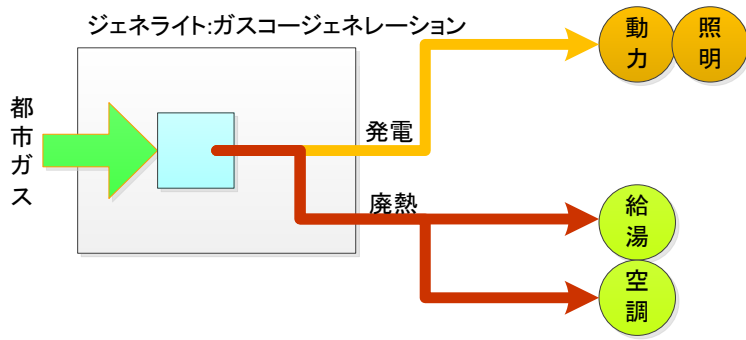 ジェネライト:ガスコージェネレーション
都市ガス
発電
動力
照明
廃熱
給湯
空調